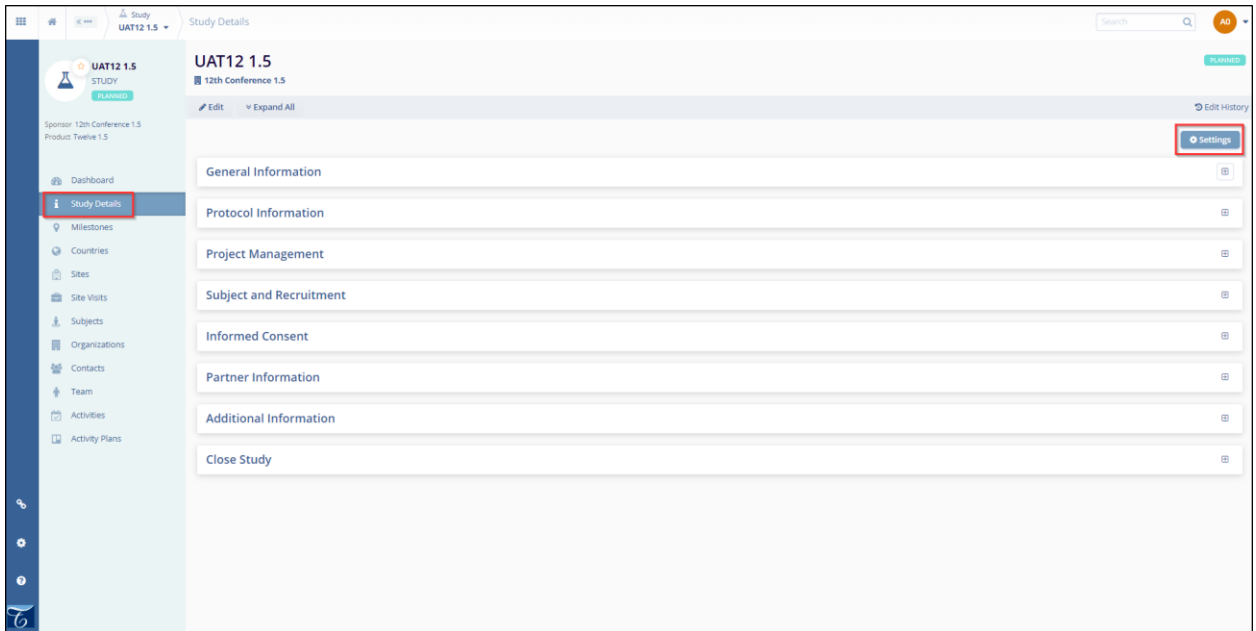 Study
UAT12 1.5
Study Details
Search
A0
UAT12 1.5
STUDY
PLANNED
Sponsor 12th Conference 1.5
Product Twelve 1.5
Dashboard
Study Details
Milestones
Countries
Sites
Site Visits
Subjects
Organizations
Contacts
Team
Activities
Activity Plans
UAT12 1.5
12th Conference 1.5
PLANNED
Edit
Expand All
Edit History
Settings
General Information
Protocol Information
Project Management
Subject and Recruitment
Informed Consent
Partner Information
Additional Information
Close Study